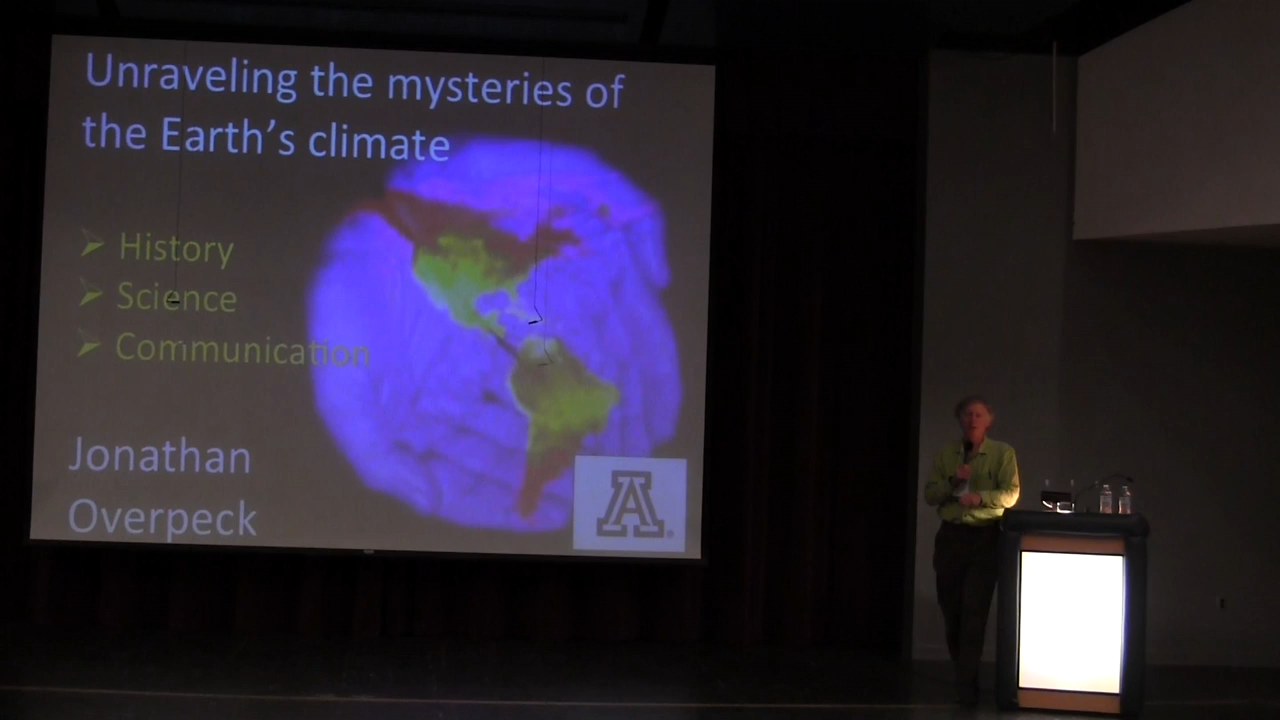 Unraveling the mysteries of
the Earth's climate
History
Science
Communication
Jonathan
Overpeck
A